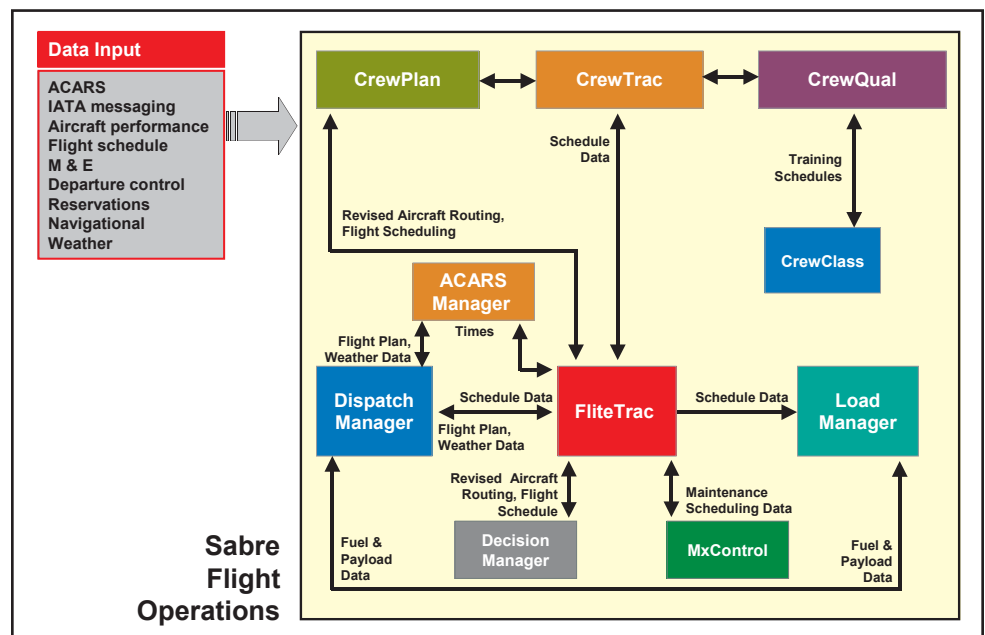 Data Input
ACARS
IATA messaging
Aircraft performance
Flight schedule
M & E
Departure control
Reservations
Navigational
Weather
CrewPlan
CrewTrac
CrewQual
Schedule
Data
Training
Schedules
Revised Aircraft Routing,
Flight Scheduling
CrewClass
ACARS
Manager
Times
Flight Plan,
Weather Data
Dispatch
Manager
Schedule Data
Flight Plan,
Weather Data
FliteTrac
Schedule Data
Load
Manager
Revised Aircraft
Routing, Flight
Schedule
Maintenance
Scheduling Data
Decision
Manager
MxControl
Fuel &
Payload
Data
Fuel &
Payload
Data
Sabre
Flight
Operations